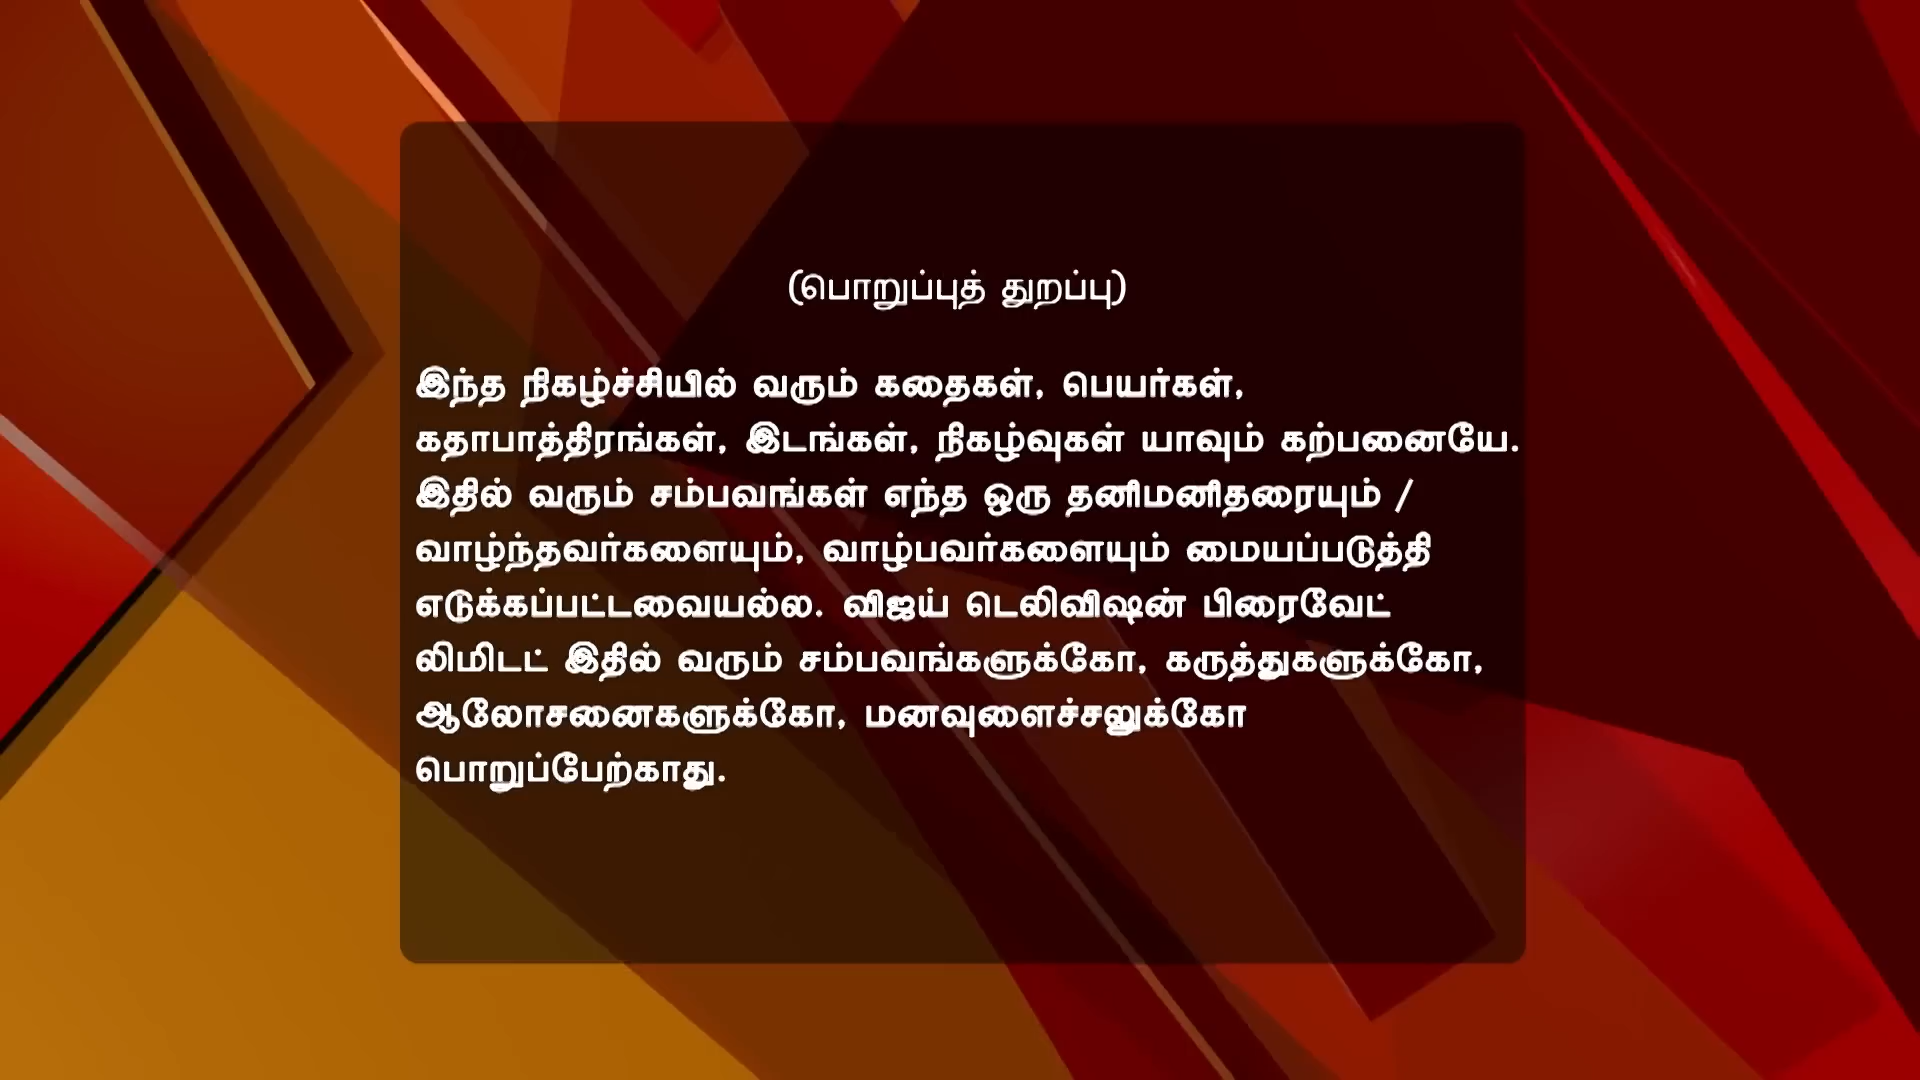 (பொறுப்புத் துறப்பு)
இந்த நிகழ்ச்சியில் வரும் கதைகள், பெயர்கள்,
கதாபாத்திரங்கள், இடங்கள், நிகழ்வுகள் யாவும் கற்பனையே.
இதில் வரும் சம்பவங்கள் எந்த ஒரு தனிமனிதரையும் /
வாழ்ந்தவர்களையும், வாழ்பவர்களையும் மையப்படுத்தி
எடுக்கப்பட்டவையல்ல. விஜய் டெலிவிஷன் பிரைவேட்
லிமிடட் இதில் வரும் சம்பவங்களுக்கோ, கருத்துகளுக்கோ,
ஆலோசனைகளுக்கோ, மனவுளைச்சலுக்கோ
பொறுப்பேற்காது.